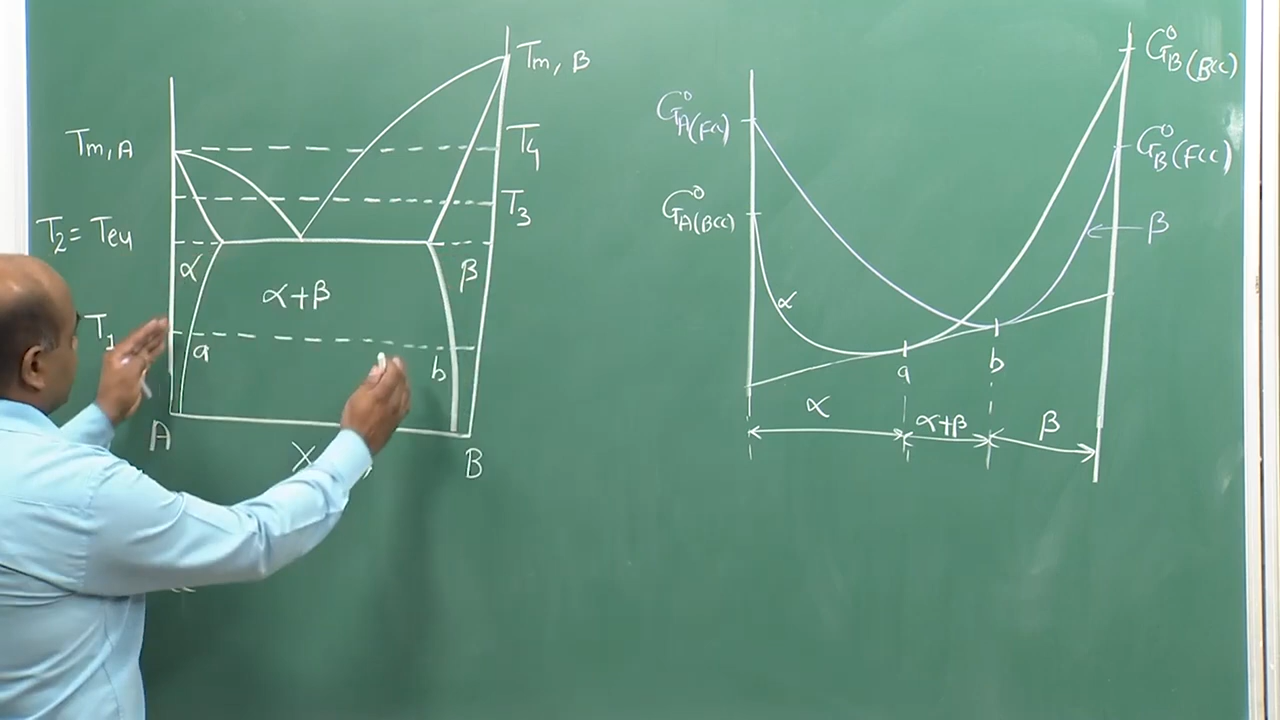 Tm, A
Tm, B
T4
T3
T2 = Teu
α
β
α+β
T1
a
b
A
X
B
G°A(FCC)
G°A(BCC)
G°B(BCC)
G°B(FCC)
β
α
a
b
α
α+β
β